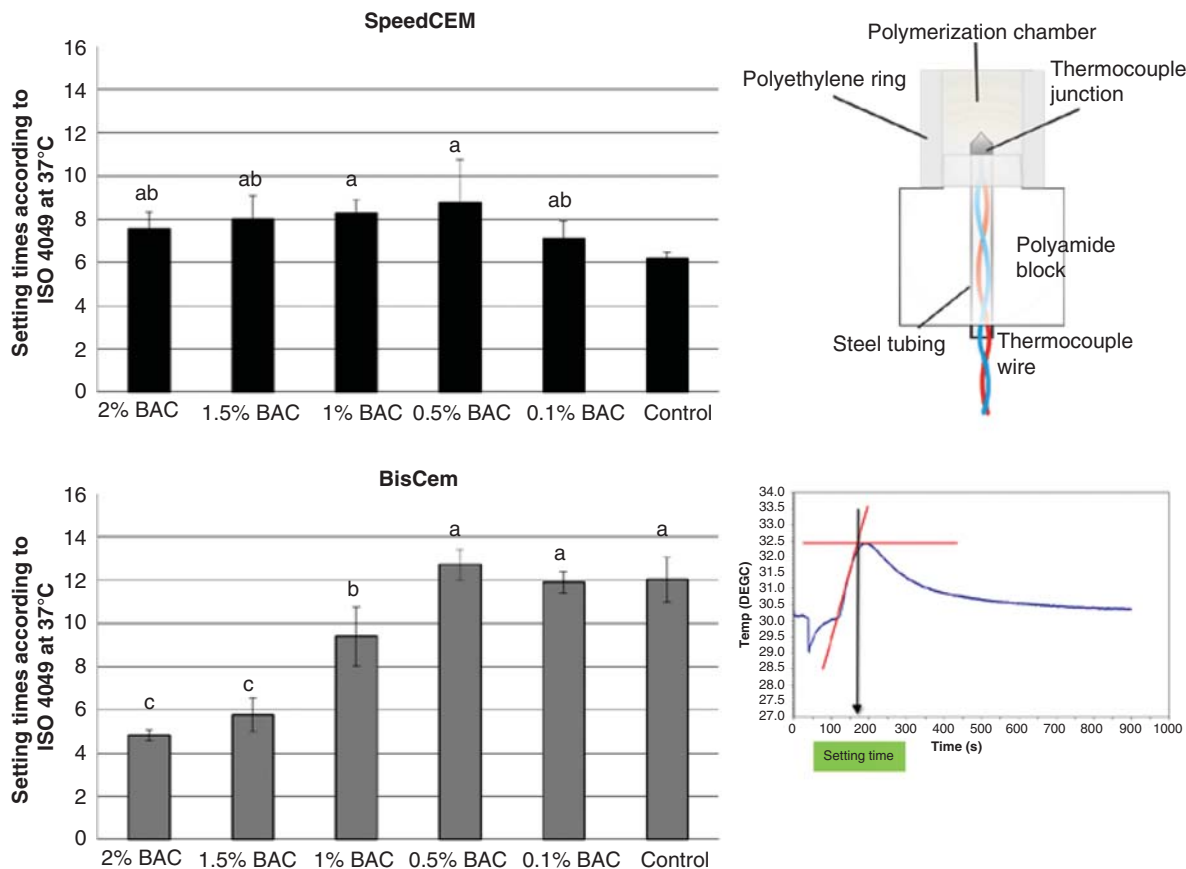 SpeedCEM
Setting times according to
ISO 4049 at 37°C
16
14
12
10
8
6
4
2
0
ab
ab
a
a
ab
2% BAC
1.5% BAC
1% BAC
0.5% BAC
0.1% BAC
Control
Polymerization chamber
Polyethylene ring
Thermocouple
junction
Polyamide
block
Steel tubing
Thermocouple
wire
BisCem
Setting times according to
ISO 4049 at 37°C
16
14
12
10
8
6
4
2
0
c
c
b
a
a
a
2% BAC
1.5% BAC
1% BAC
0.5% BAC
0.1% BAC
Control
Temp (DEGC)
34.0
33.5
33.0
32.5
32.0
31.5
31.0
30.5
30.0
29.5
29.0
28.5
28.0
27.5
27.0
0
100
200
300
400
500
600
700
800
900
1000
Time (s)
Setting time